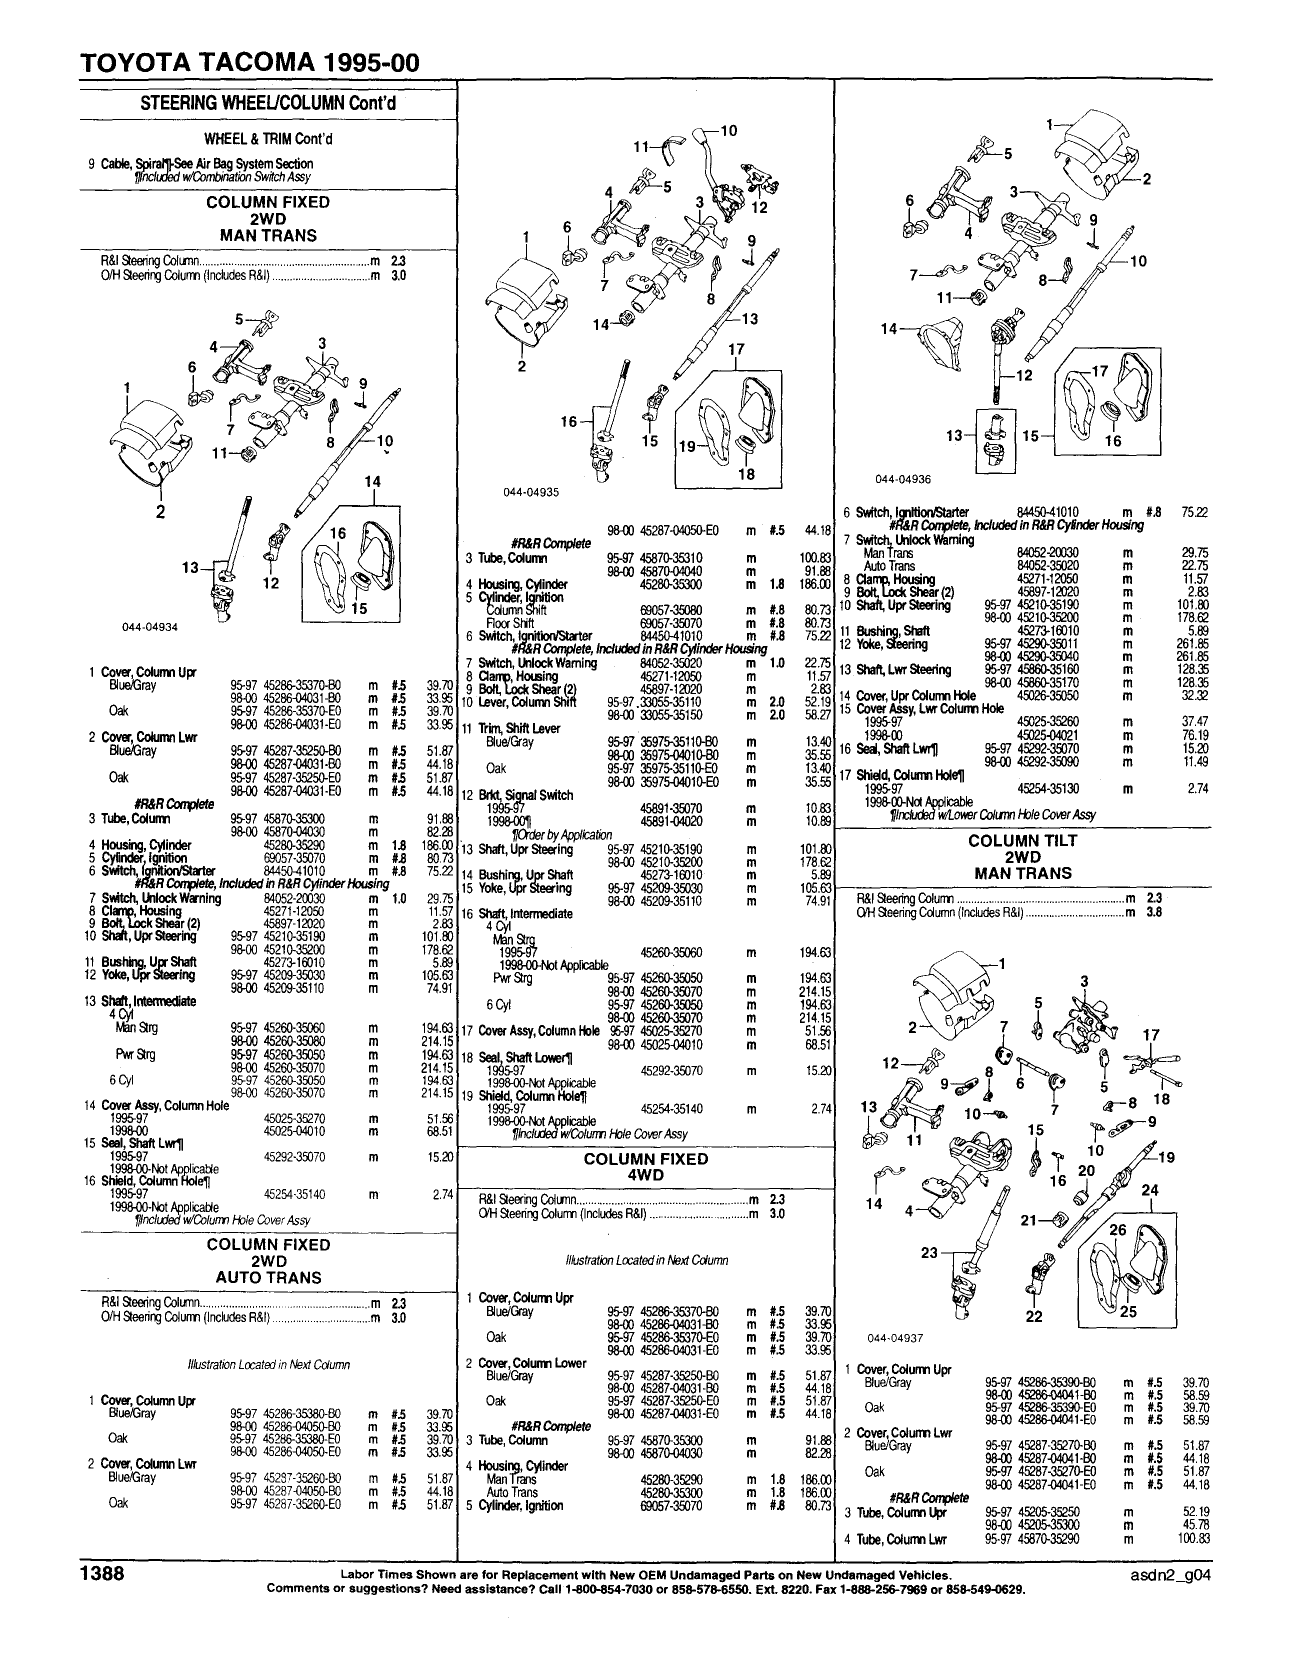 TOYOTA TACOMA 1995-00
STEERING WHEEL/COLUMN Cont'd
WHEEL & TRIM Cont'd
9 Cable, Spiral¶-See Air Bag System Section
¶Included w/Combination Switch Assy
COLUMN FIXED
2WD
MAN TRANS
R&I Steering Column...m 2.3
O/H Steering Column (Includes R&I)...m 3.0
5
4
3
6
9
1
7
8
10
11
2
14
16
13
12
15
044-04934
1 Cover, Column Upr
Blue/Gray 95-97 45286-35370-B0 m #.5 39.70
98-00 45286-04031-B0 m #.5 33.95
Oak 95-97 45286-35370-E0 m #.5 39.70
98-00 45286-04031-E0 m #.5 33.95
2 Cover, Column Lwr
Blue/Gray 95-97 45287-35250-B0 m #.5 51.87
98-00 45287-04031-B0 m #.5 44.18
Oak 95-97 45287-35250-E0 m #.5 51.87
98-00 45287-04031-E0 m #.5 44.18
#R&R Complete
3 Tube, Column 95-97 45870-35300 m 91.88
98-00 45870-04030 m 82.28
4 Housing, Cylinder 45280-35290 m 1.8 186.00
5 Cylinder, Ignition 69057-35070 m #.8 80.73
6 Switch, Ignition/Starter 84450-41010 m #.8 75.22
#R&R Complete, Included in R&R Cylinder Housing
7 Switch, Unlock Warning 84052-20030 m 1.0 29.75
8 Clamp, Housing 45271-12050 m 11.57
9 Bolt, Lock Shear (2) 45897-12020 m 2.83
10 Shaft, Upr Steering 95-97 45210-35190 m 101.80
98-00 45210-35200 m 178.62
11 Bushing, Upr Shaft 45273-16010 m 5.89
12 Yoke, Upr Steering 95-97 45209-35030 m 105.63
98-00 45209-35110 m 74.91
13 Shaft, Intermediate
4 Cyl
Man Strg 95-97 45260-35060 m 194.63
98-00 45260-35080 m 214.15
Pwr Strg 95-97 45260-35050 m 194.63
98-00 45260-35070 m 214.15
6 Cyl 95-97 45260-35050 m 194.63
98-00 45260-35070 m 214.15
14 Cover Assy, Column Hole
1995-97 45025-35270 m 51.56
1998-00 45025-04010 m 68.51
15 Seal, Shaft Lwr¶
1995-97 45292-35070 m 15.20
1998-00-Not Applicable
16 Shield, Column Hole¶
1995-97 45254-35140 m 2.74
1998-00-Not Applicable
¶Included w/Column Hole Cover Assy
COLUMN FIXED
2WD
AUTO TRANS
R&I Steering Column...m 2.3
O/H Steering Column (Includes R&I)...m 3.0
Illustration Located in Next Column
1 Cover, Column Upr
Blue/Gray 95-97 45286-35380-B0 m #.5 39.70
98-00 45286-04050-B0 m #.5 33.95
Oak 95-97 45286-35380-E0 m #.5 39.70
98-00 45286-04050-E0 m #.5 33.95
2 Cover, Column Lwr
Blue/Gray 95-97 45287-35260-B0 m #.5 51.87
98-00 45287-04050-B0 m #.5 44.18
Oak 95-97 45287-35260-E0 m #.5 51.87
10
11
5
4
3
12
6
1
9
7
8
14
13
2
17
16
15
19
18
044-04935
98-00 45287-04050-E0 m #.5 44.18
#R&R Complete
3 Tube, Column 95-97 45870-35310 m 100.83
98-00 45870-04040 m 91.88
4 Housing, Cylinder 45280-35300 m 1.8 186.00
5 Cylinder, Ignition
Column Shift 69057-35080 m #.8 80.73
Floor Shift 69057-35070 m #.8 80.73
6 Switch, Ignition/Starter 84450-41010 m #.8 75.22
#R&R Complete, Included in R&R Cylinder Housing
7 Switch, Unlock Warning 84052-35020 m 1.0 22.75
8 Clamp, Housing 45271-12050 m 11.57
9 Bolt, Lock Shear (2) 45897-12020 m 2.83
10 Lever, Column Shift 95-97 33055-35110 m 2.0 52.19
98-00 33055-35150 m 2.0 58.27
11 Trim, Shift Lever
Blue/Gray 95-97 35975-35110-B0 m 13.40
98-00 35975-04010-B0 m 35.55
Oak 95-97 35975-35110-E0 m 13.40
98-00 35975-04010-E0 m 35.55
12 Brkt, Signal Switch
1995-97 45891-35070 m 10.83
1998-00¶ 45891-04020 m 10.89
¶Order by Application
13 Shaft, Upr Steering 95-97 45210-35190 m 101.80
98-00 45210-35200 m 178.62
14 Bushing, Upr Shaft 45273-16010 m 5.89
15 Yoke, Upr Steering 95-97 45209-35030 m 105.63
98-00 45209-35110 m 74.91
16 Shaft, Intermediate
4 Cyl
Man Strg
1995-97 45260-35060 m 194.63
1998-00-Not Applicable
Pwr Strg 95-97 45260-35050 m 194.63
98-00 45260-35070 m 214.15
6 Cyl 95-97 45260-35050 m 194.63
98-00 45260-35070 m 214.15
17 Cover Assy, Column Hole 95-97 45025-35270 m 51.56
98-00 45025-04010 m 68.51
18 Seal, Shaft Lower¶
1995-97 45292-35070 m 15.20
1998-00-Not Applicable
19 Shield, Column Hole¶
1995-97 45254-35140 m 2.74
1998-00-Not Applicable
¶Included w/Column Hole Cover Assy
COLUMN FIXED
4WD
R&I Steering Column...m 2.3
O/H Steering Column (Includes R&I)...m 3.0
Illustration Located in Next Column
1 Cover, Column Upr
Blue/Gray 95-97 45286-35370-B0 m #.5 39.70
98-00 45286-04031-B0 m #.5 33.95
Oak 95-97 45286-35370-E0 m #.5 39.70
98-00 45286-04031-E0 m #.5 33.95
2 Cover, Column Lower
Blue/Gray 95-97 45287-35250-B0 m #.5 51.87
98-00 45287-04031-B0 m #.5 44.18
Oak 95-97 45287-35250-E0 m #.5 51.87
98-00 45287-04031-E0 m #.5 44.18
#R&R Complete
3 Tube, Column 95-97 45870-35300 m 91.88
98-00 45870-04030 m 82.28
4 Housing, Cylinder
Man Trans 45280-35290 m 1.8 186.00
Auto Trans 45280-35300 m 1.8 186.00
5 Cylinder, Ignition 69057-35070 m #.8 80.73
1
5
2
3
6
4
9
7
10
8
11
14
12
17
13
15
16
044-04936
6 Switch, Ignition/Starter 84450-41010 m #.8 75.22
#R&R Complete, Included in R&R Cylinder Housing
7 Switch, Unlock Warning
Man Trans 84052-20030 m 29.75
Auto Trans 84052-35020 m 22.75
8 Clamp, Housing 45271-12050 m 11.57
9 Bolt, Lock Shear (2) 45897-12020 m 2.83
10 Shaft, Upr Steering 95-97 45210-35190 m 101.80
98-00 45210-35200 m 178.62
11 Bushing, Shaft 45273-16010 m 5.89
12 Yoke, Steering 95-97 45290-35011 m 261.85
98-00 45290-35040 m 261.85
13 Shaft, Lwr Steering 95-97 45860-35160 m 128.35
98-00 45860-35170 m 128.35
14 Cover, Upr Column Hole 45026-35050 m 32.32
15 Cover Assy, Lwr Column Hole
1995-97 45025-35260 m 37.47
1998-00 45025-04021 m 76.19
16 Seal, Shaft Lwr¶ 95-97 45292-35070 m 15.20
98-00 45292-35090 m 11.49
17 Shield, Column Hole¶
1995-97 45254-35130 m 2.74
1998-00-Not Applicable
¶Included w/Lower Column Hole Cover Assy
COLUMN TILT
2WD
MAN TRANS
R&I Steering Column...m 2.3
O/H Steering Column (Includes R&I)...m 3.8
1
3
5
2
7
17
12
8
9
6
5
18
13
10
7
8
11
15
9
10
19
16
20
14
4
24
21
26
23
22
25
044-04937
1 Cover, Column Upr
Blue/Gray 95-97 45286-35390-B0 m #.5 39.70
98-00 45286-04041-B0 m #.5 58.59
Oak 95-97 45286-35390-E0 m #.5 39.70
98-00 45286-04041-E0 m #.5 58.59
2 Cover, Column Lwr
Blue/Gray 95-97 45287-35270-B0 m #.5 51.87
98-00 45287-04041-B0 m #.5 44.18
Oak 95-97 45287-35270-E0 m #.5 51.87
98-00 45287-04041-E0 m #.5 44.18
#R&R Complete
3 Tube, Column Upr 95-97 45205-35250 m 52.19
98-00 45205-35300 m 45.78
4 Tube, Column Lwr 95-97 45870-35290 m 100.83
1388
Labor Times Shown are for Replacement with New OEM Undamaged Parts on New Undamaged Vehicles.
asdn2_g04
Comments or suggestions? Need assistance? Call 1-800-854-7030 or 858-578-6550. Ext. 8220. Fax 1-888-256-7969 or 858-549-0629.